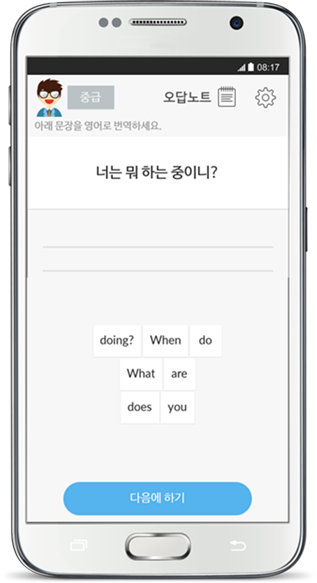 08:17
중급 오답노트
아래 문장을 영어로 번역하세요.
너는 뭐 하는 중이니?
doing? When do
What are
does you
다음에 하기